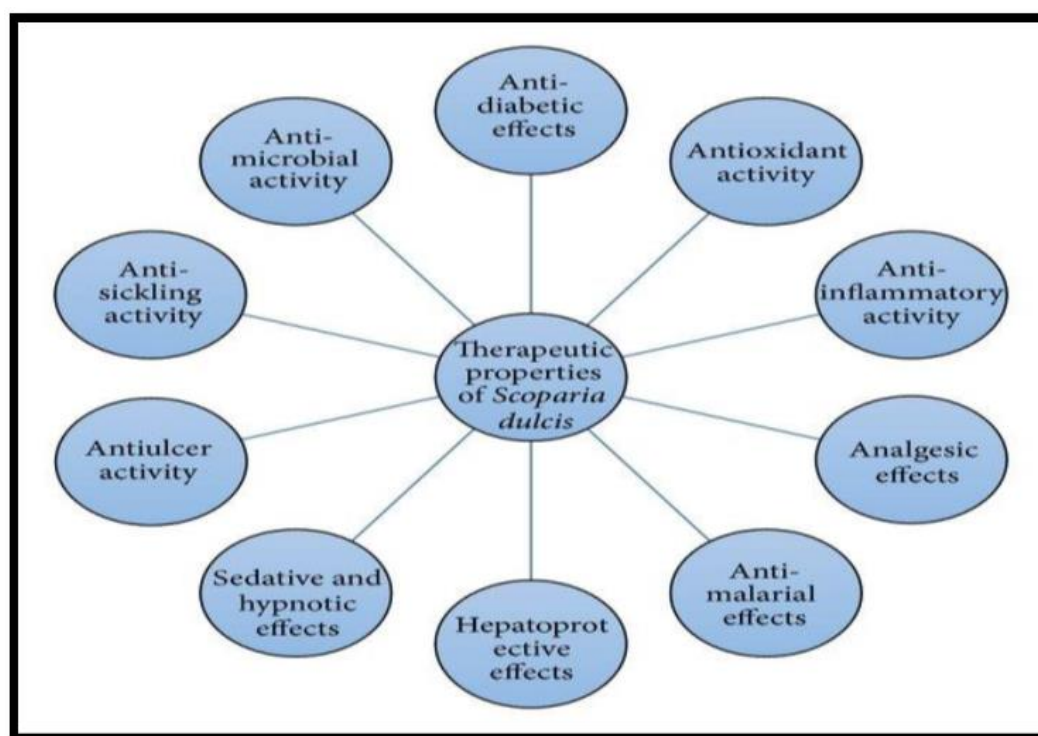 Anti-
diabetic
effects
Antioxidant
activity
Anti-
inflammatory
activity
Analgesic
effects
Anti-
malarial
effects
Hepatoprot
ective
effects
Sedative and
hypnotic
effects
Antiulcer
activity
Anti-
sickling
activity
Anti-
microbial
activity
Therapeutic
properties
of Scoparia
dulcis